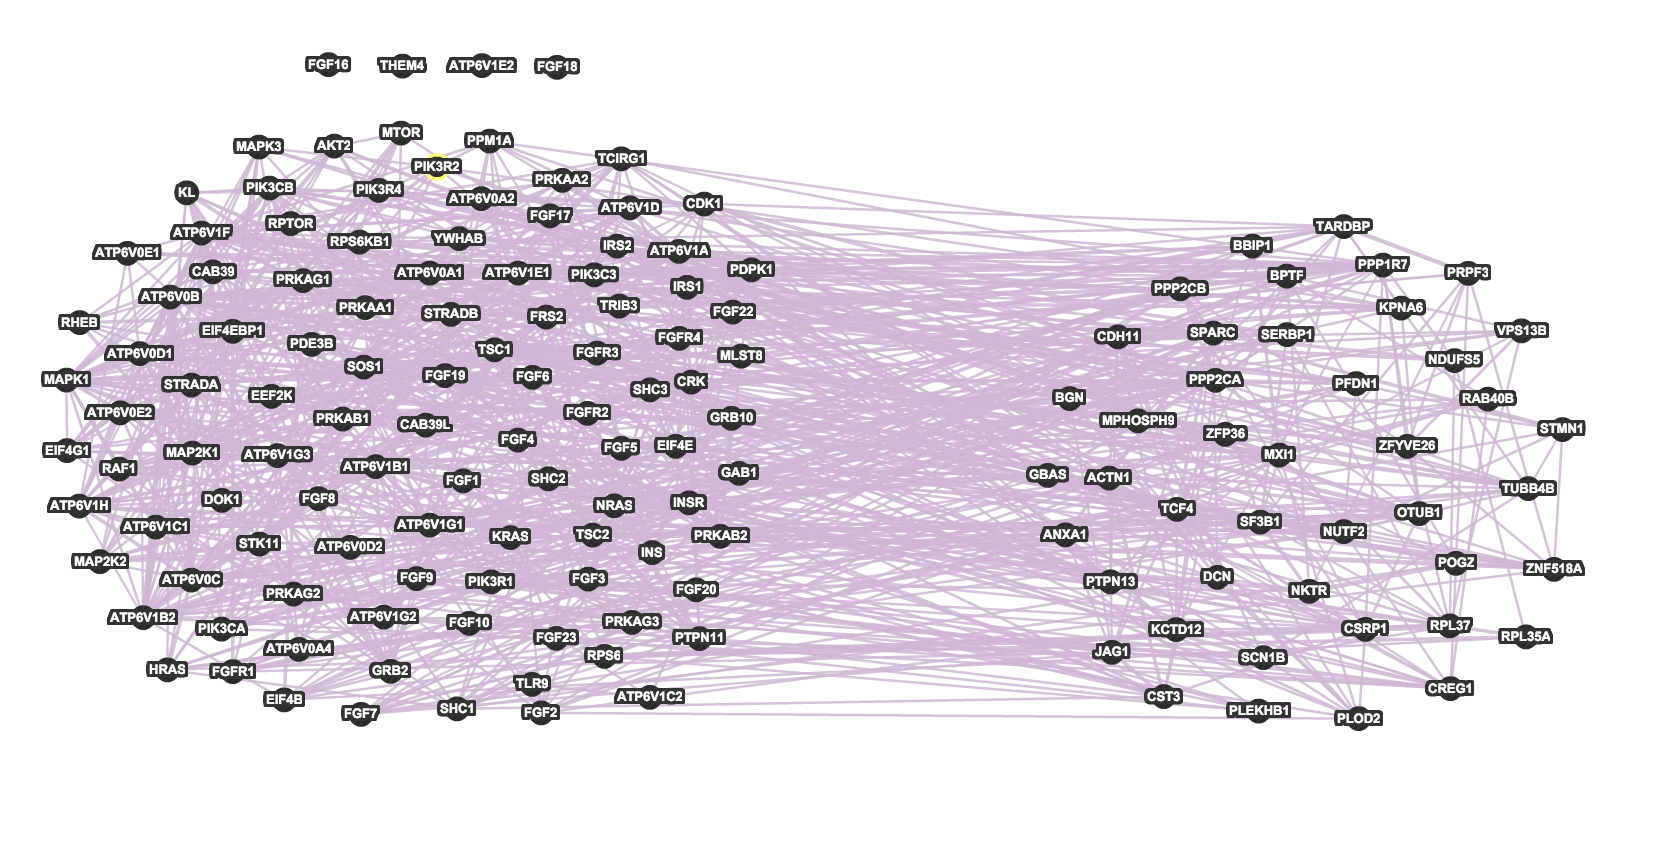 FGF16 THEM4 ATP6V1E2 FGF18
MTOR
MAPK3 AKT2 PPM1A
PIK3R2 TCIRG1
KL PIK3CB PIK3R4 ATP6V0A2 PRKAA2
FGF17 ATP6V1D CDK1
ATP6V1F RPTOR TARDBP
RPS6KB1 YWHAB IRS2 ATP6V1A BBIP1
ATP6V0E1
CAB39 PRKAG1 ATP6V0A1 ATP6V1E1 PIK3C3 PDPK1 BPTF PPP1R7 PRPF3
ATP6V0B IRS1 PPP2CB
PRKAA1 STRADB FRS2 TRIB3 FGF22 KPNA6
RHEB EIF4EBP1 CDH11 SPARC SERBP1 VPS13B
PDE3B TSC1 FGFR3 FGFR4
ATP6V0D1 MLST8 NDUFS5
SOS1 FGF19 FGF6
MAPK1 STRADA SHC3 CRK PPP2CA PFDN1
EEF2K BGN RAB40B
ATP6V0E2 PRKAB1 CAB39L FGFR2 GRB10 MPHOSPH9
ZFP36 STMN1
EIF4G1 MAP2K1 ATP6V1G3 FGF4 FGF5 EIF4E MXI1 ZFYVE26
RAF1 ATP6V1B1 FGF1 SHC2 GAB1 GBAS ACTN1
TUBB4B
ATP6V1H DOK1 FGF8 NRAS INSR TCF4 OTUB1
ATP6V1C1 ATP6V1G1 SF3B1
STK11 ATP6V0D2 KRAS TSC2 INS PRKAB2 ANXA1 NUTF2
MAP2K2 POGZ ZNF518A
ATP6V0C PRKAG2 FGF9 PIK3R1 FGF3 FGF20 PTPN13 DCN NKTR
ATP6V1B2 PIK3CA ATP6V1G2 FGF10 PRKAG3 KCTD12 CSRP1 RPL37
ATP6V0A4 FGF23 PTPN11 RPL35A
HRAS FGFR1 GRB2 RPS6 JAG1 SCN1B
TLR9
EIF4B ATP6V1C2 CST3 CREG1
FGF7 SHC1 FGF2 PLEKHB1 PLOD2